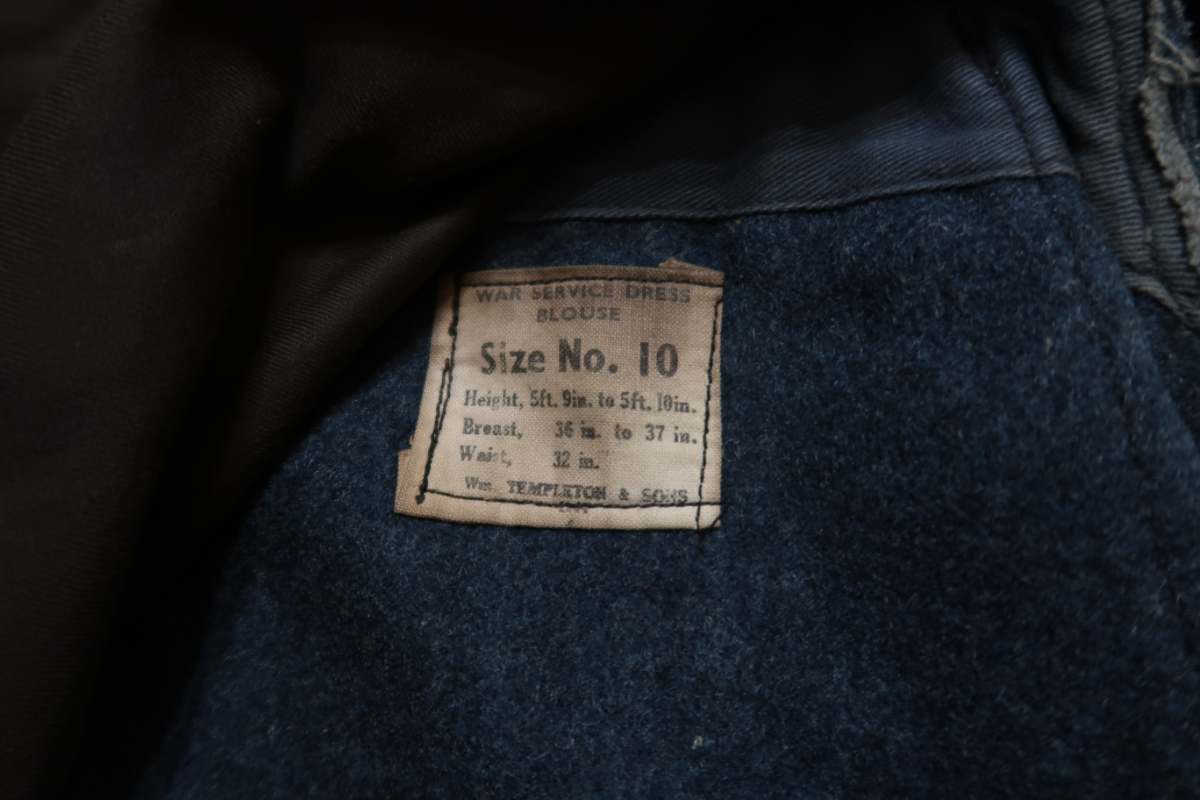 WAR SERVICE DRESS
BLOUSE
Size No. 10
Height, 5ft. 9in. to 5ft. 10in.
Breast, 36 in. to 37 in.
Waist, 32 in.
Wm. TEMPLETON & SONS